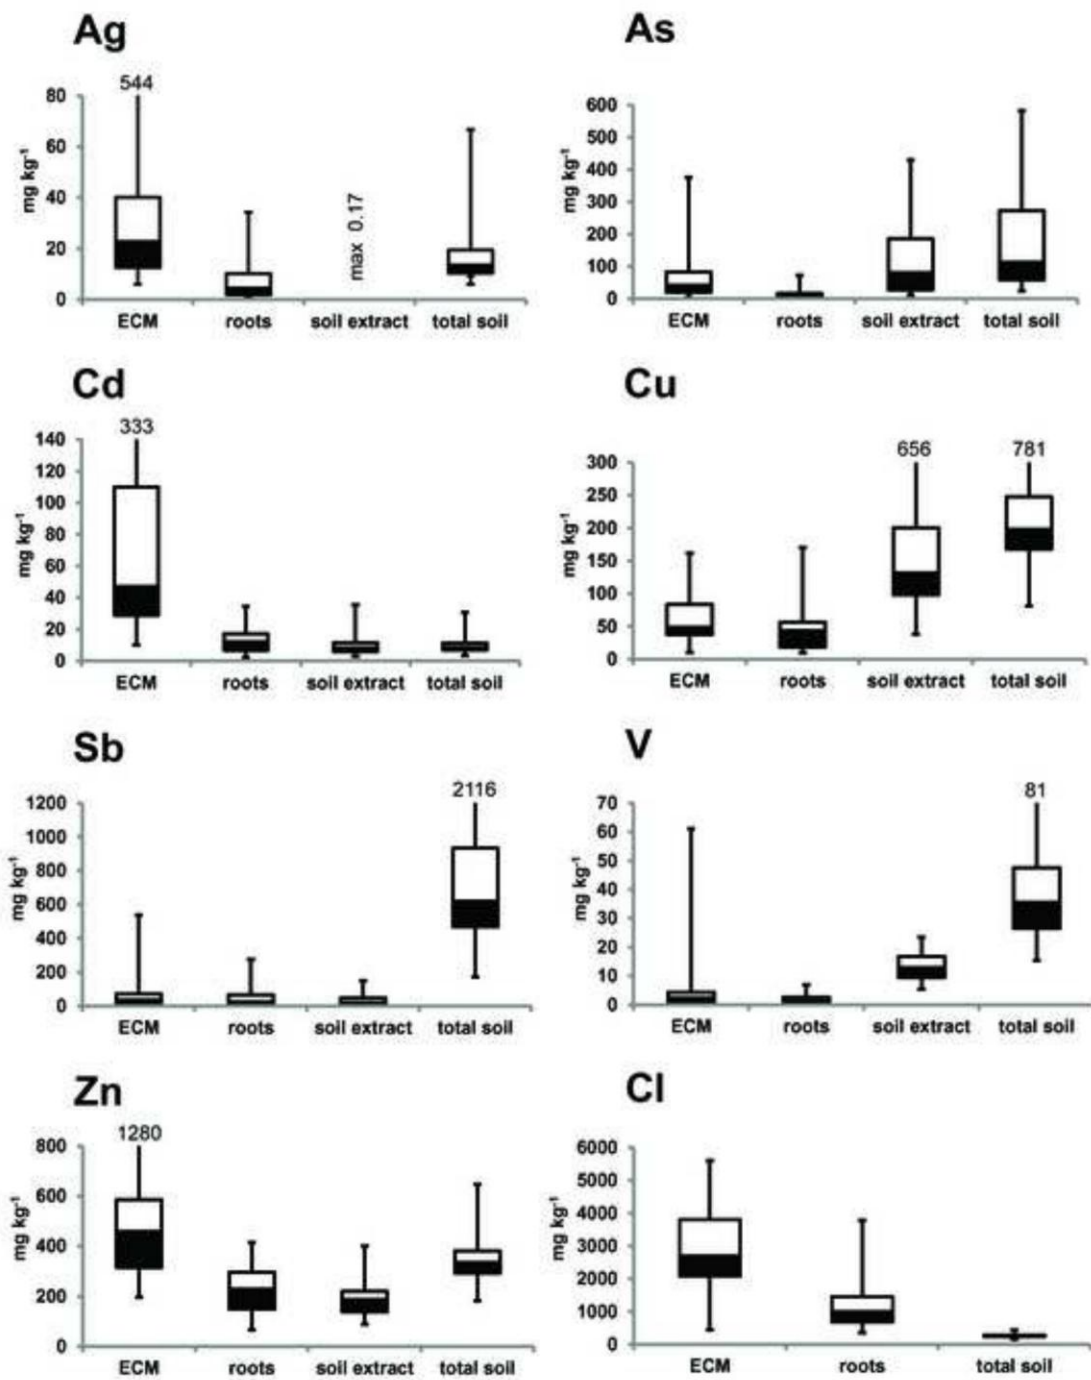 Ag
544
80
60
40
20
0
mg kg-1
max 0.17
ECM roots soil extract total soil
As
600
500
400
300
200
100
0
mg kg-1
ECM roots soil extract total soil
Cd
333
140
120
100
80
60
40
20
0
mg kg-1
ECM roots soil extract total soil
Cu
656 781
300
250
200
150
100
50
0
mg kg-1
ECM roots soil extract total soil
Sb
2116
1200
1000
800
600
400
200
0
mg kg-1
ECM roots soil extract total soil
V
81
70
60
50
40
30
20
10
0
mg kg-1
ECM roots soil extract total soil
Zn
1280
800
600
400
200
0
mg kg-1
ECM roots soil extract total soil
Cl
6000
5000
4000
3000
2000
1000
0
mg kg-1
ECM roots total soil